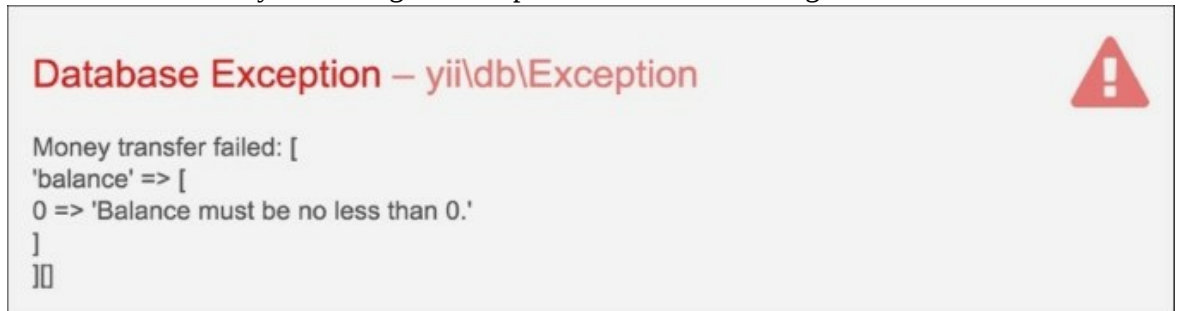 Database Exception – yii\db\Exception
Money transfer failed: [
'balance' => [
0 => 'Balance must be no less than 0.'
]
][]